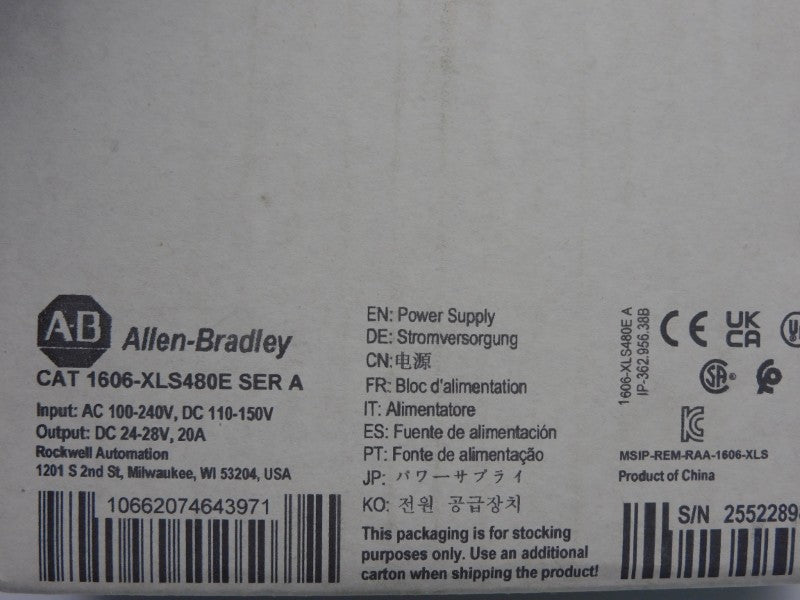 AB Allen-Bradley
CAT 1606-XLS480E SER A
Input: AC 100-240V, DC 110-150V
Output: DC 24-28V, 20A
Rockwell Automation
1201 S 2nd St, Milwaukee, WI 53204, USA
10662074643971
EN: Power Supply
DE: Stromversorgung
CN:电源
FR: Bloc d'alimentation
IT: Alimentatore
ES: Fuente de alimentación
PT: Fonte de alimentação
JP: パワーサプライ
KO: 전원 공급장치
This packaging is for stocking
purposes only. Use an additional
carton when shipping the product!
1606-XLS480E A
IP-362.956.38B
CE UK
CA
SA
MSIP-REM-RAA-1606-XLS
Product of China
S/N 2552289